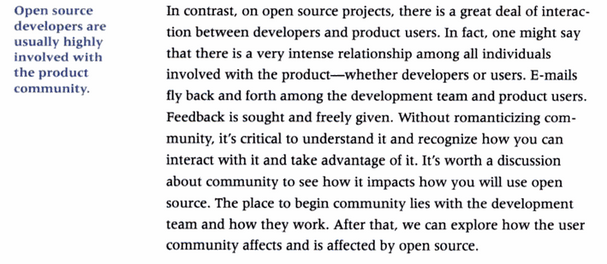 Open source
developers are
usually highly
involved with
the product
community.
In contrast, on open source projects, there is a great deal of interac-
tion between developers and product users. In fact, one might say
that there is a very intense relationship among all individuals
involved with the product—whether developers or users. E-mails
fly back and forth among the development team and product users.
Feedback is sought and freely given. Without romanticizing com-
munity, it's critical to understand it and recognize how you can
interact with it and take advantage of it. It's worth a discussion
about community to see how it impacts how you will use open
source. The place to begin community lies with the development
team and how they work. After that, we can explore how the user
community affects and is affected by open source.